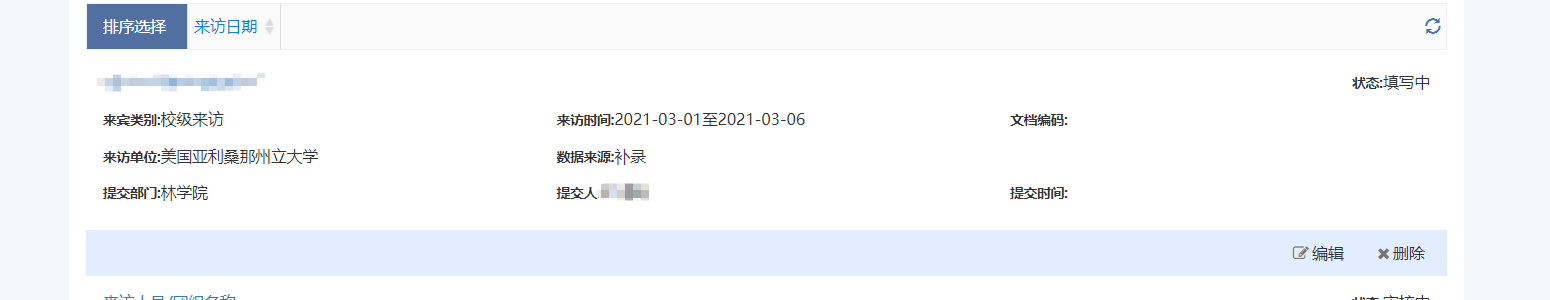 排序选择 来访日期
状态:填写中
来宾类别:校级来访 来访时间:2021-03-01至2021-03-06 文档编码:
来访单位:美国亚利桑那州立大学 数据来源:补录
提交部门:林学院 提交人: 提交时间:
编辑 删除